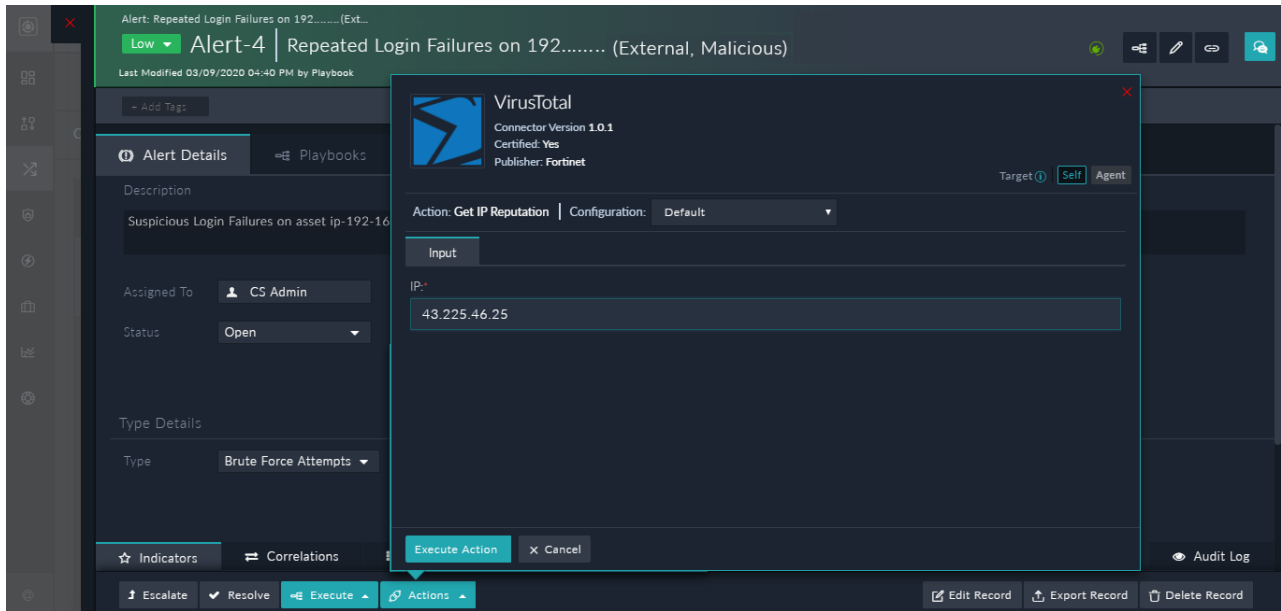 Alert: Repeated Login Failures on 192........(Ext...
Low Alert-4 Repeated Login Failures on 192........ (External, Malicious)
Last Modified 03/09/2020 04:40 PM by Playbook
+ Add Tags
Alert Details Playbooks
Description
Suspicious Login Failures on asset ip-192-16
Assigned To CS Admin
Status Open
Type Details
Type Brute Force Attempts
VirusTotal
Connector Version 1.0.1
Certified: Yes
Publisher: Fortinet
Target Self Agent
Action: Get IP Reputation Configuration: Default
Input
IP:*
43.225.46.25
Execute Action X Cancel
Indicators Correlations Audit Log
Escalate Resolve Execute Actions Edit Record Export Record Delete Record